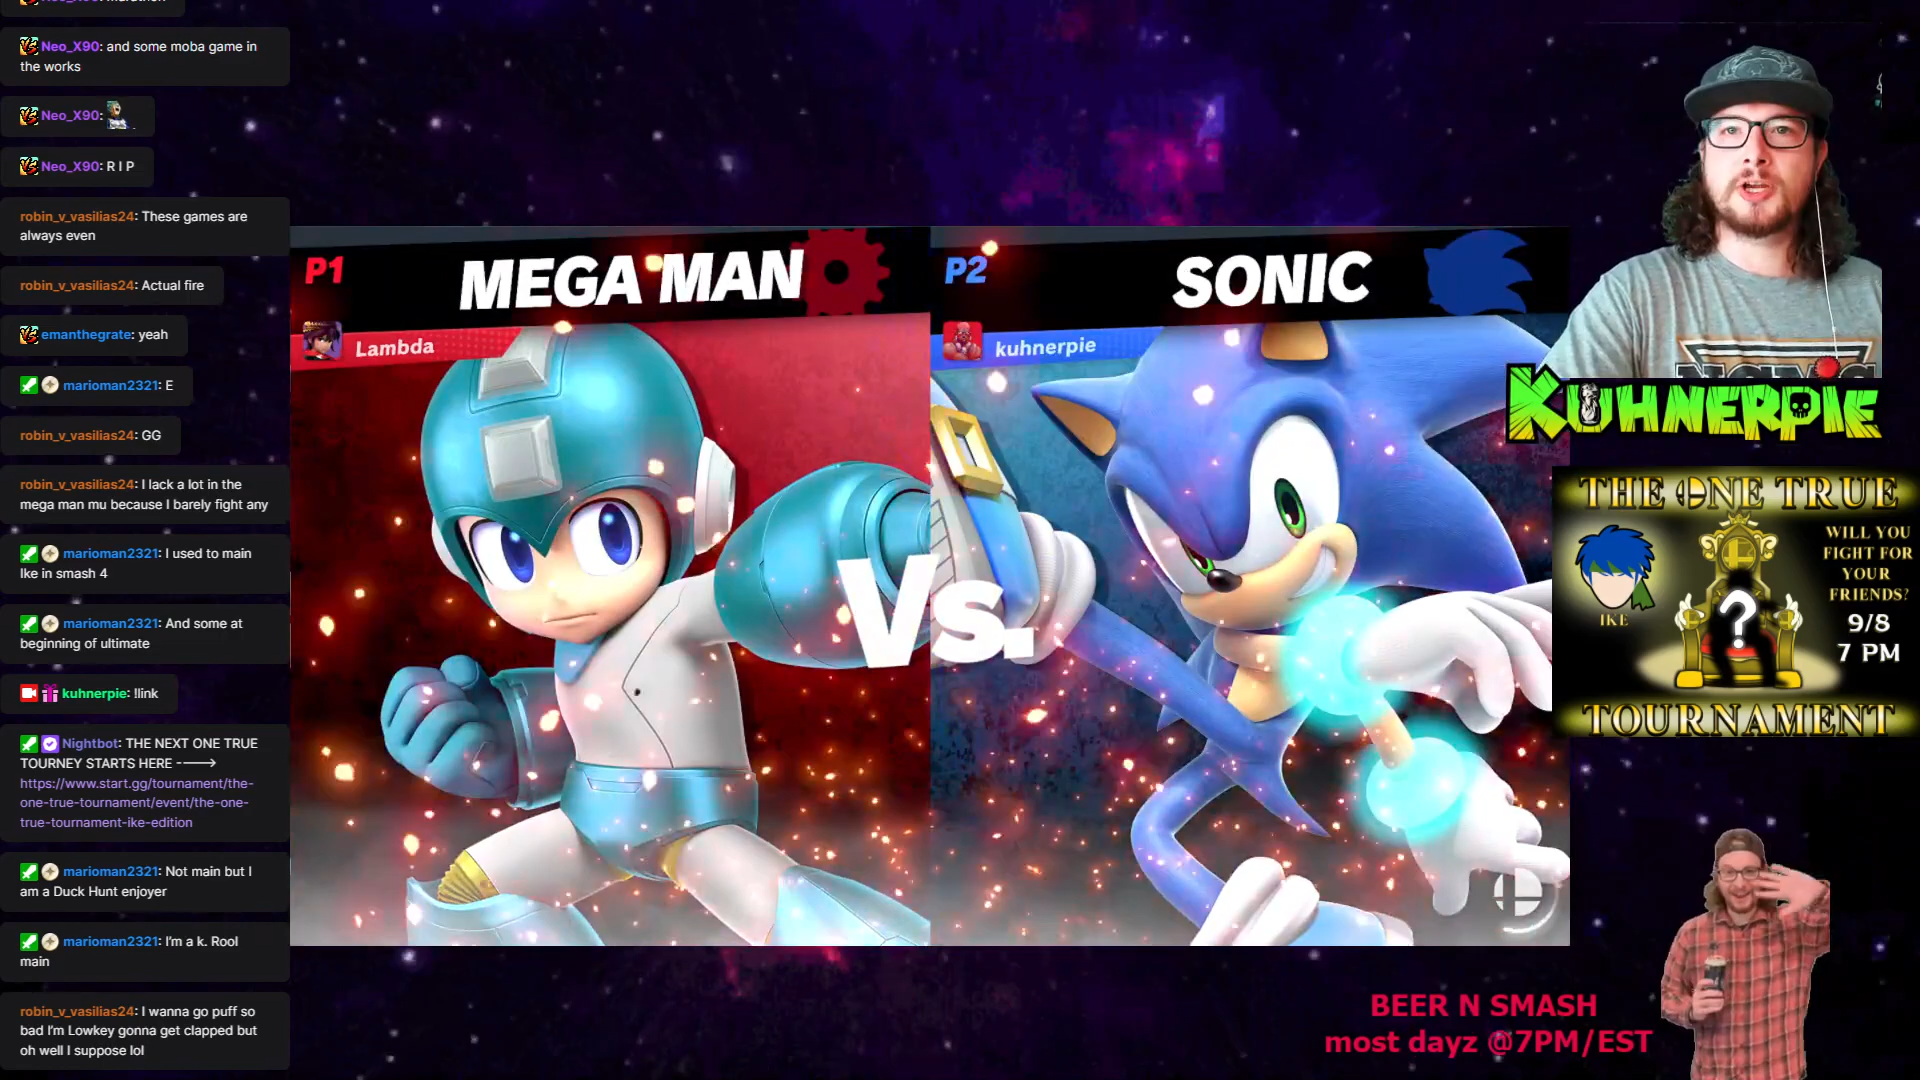 Neo_X90: and some moba game in
the works
Neo_X90:
Neo_X90: R I P
robin_v_vasilias24: These games are
always even
robin_v_vasilias24: Actual fire
emanthegrate: yeah
marioman2321: E
robin_v_vasilias24: GG
robin_v_vasilias24: I lack a lot in the
mega man mu because I barely fight any
marioman2321: I used to main
Ike in smash 4
marioman2321: And some at
beginning of ultimate
kuhnerpie: !link
Nightbot: THE NEXT ONE TRUE
TOURNEY STARTS HERE ---->
https://www.start.gg/tournament/the-
one-true-tournament/event/the-one-
true-tournament-ike-edition
marioman2321: Not main but I
am a Duck Hunt enjoyer
marioman2321: I'm a k. Rool
main
robin_v_vasilias24: I wanna go puff so
bad I'm Lowkey gonna get clapped but
oh well I suppose lol
P1
MEGA MAN
Lambda
Vs.
P2
SONIC
kuhnerpie
KUHNERPIE
THE ONE TRUE
IKE
WILL YOU
FIGHT FOR
YOUR
FRIENDS?
9/8
7 PM
?
TOURNAMENT
BEER N SMASH
most dayz @7PM/EST